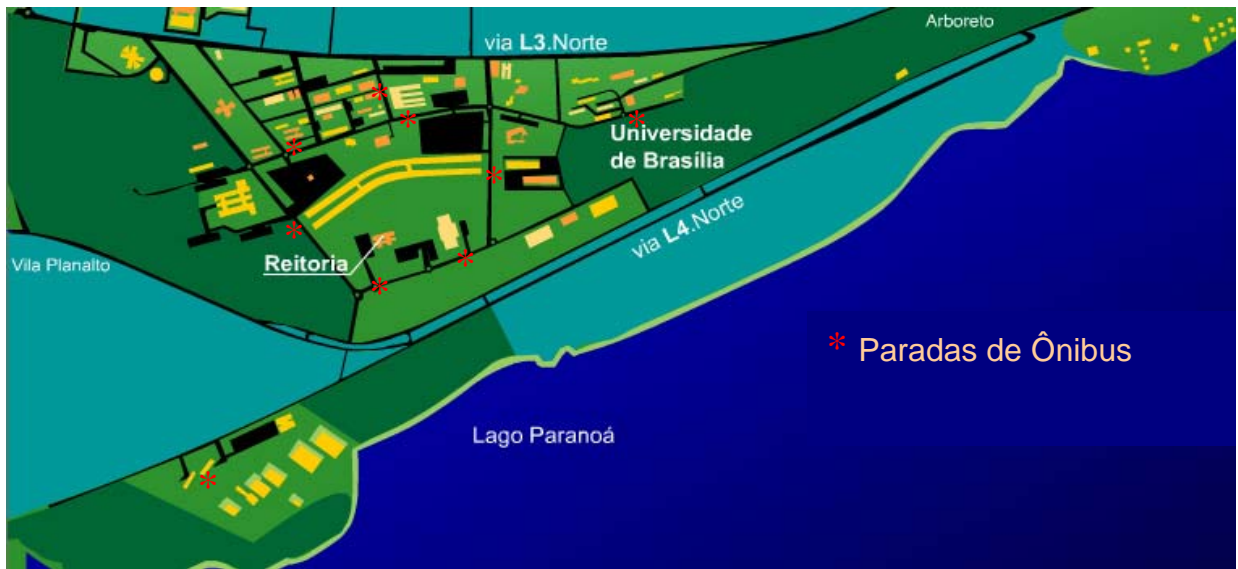 Arboreto
via L3.Norte
Universidade
de Brasília
via L4.Norte
Vila Planalto
Reitoria
* Paradas de Ônibus
Lago Paranoá